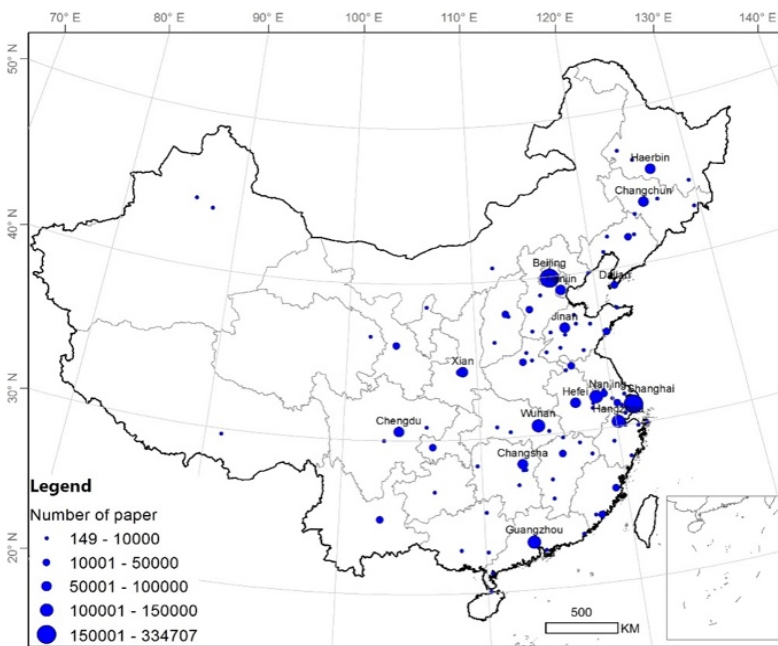 70° E 80° E 90° E 100° E 110° E 120° E 130° E 140° E
50° N
40° N
30° N
20° N
Haerbin
Changchun
Beijing
Dalian
Jinan
Xian
Nanjing
Shanghai
Hefei
Chengdu
Wuhan
Changsha
Guangzhou
Legend
Number of paper
149 - 10000
10001 - 50000
50001 - 100000
100001 - 150000
150001 - 334707
500
KM